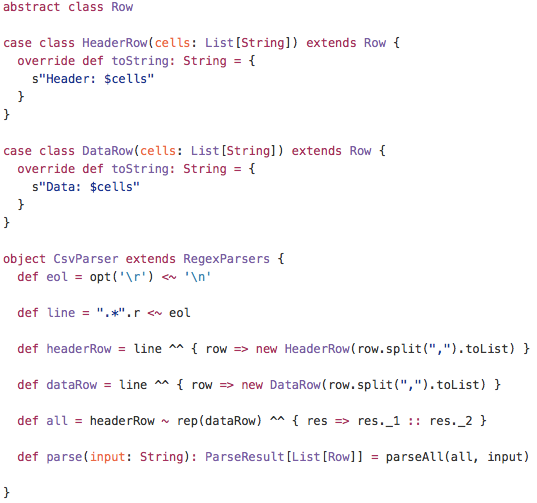 abstract class Row
case class HeaderRow(cells: List[String]) extends Row {
  override def toString: String = {
    s"Header: $cells"
  }
}
case class DataRow(cells: List[String]) extends Row {
  override def toString: String = {
    s"Data: $cells"
  }
}
object CsvParser extends RegexParsers {
  def eol = opt('\r') <~ '\n'
  def line = ".*".r <~ eol
  def headerRow = line ^^ { row => new HeaderRow(row.split(",").toList) }
  def dataRow = line ^^ { row => new DataRow(row.split(",").toList) }
  def all = headerRow ~ rep(dataRow) ^^ { res => res._1 :: res._2 }
  def parse(input: String): ParseResult[List[Row]] = parseAll(all, input)
}